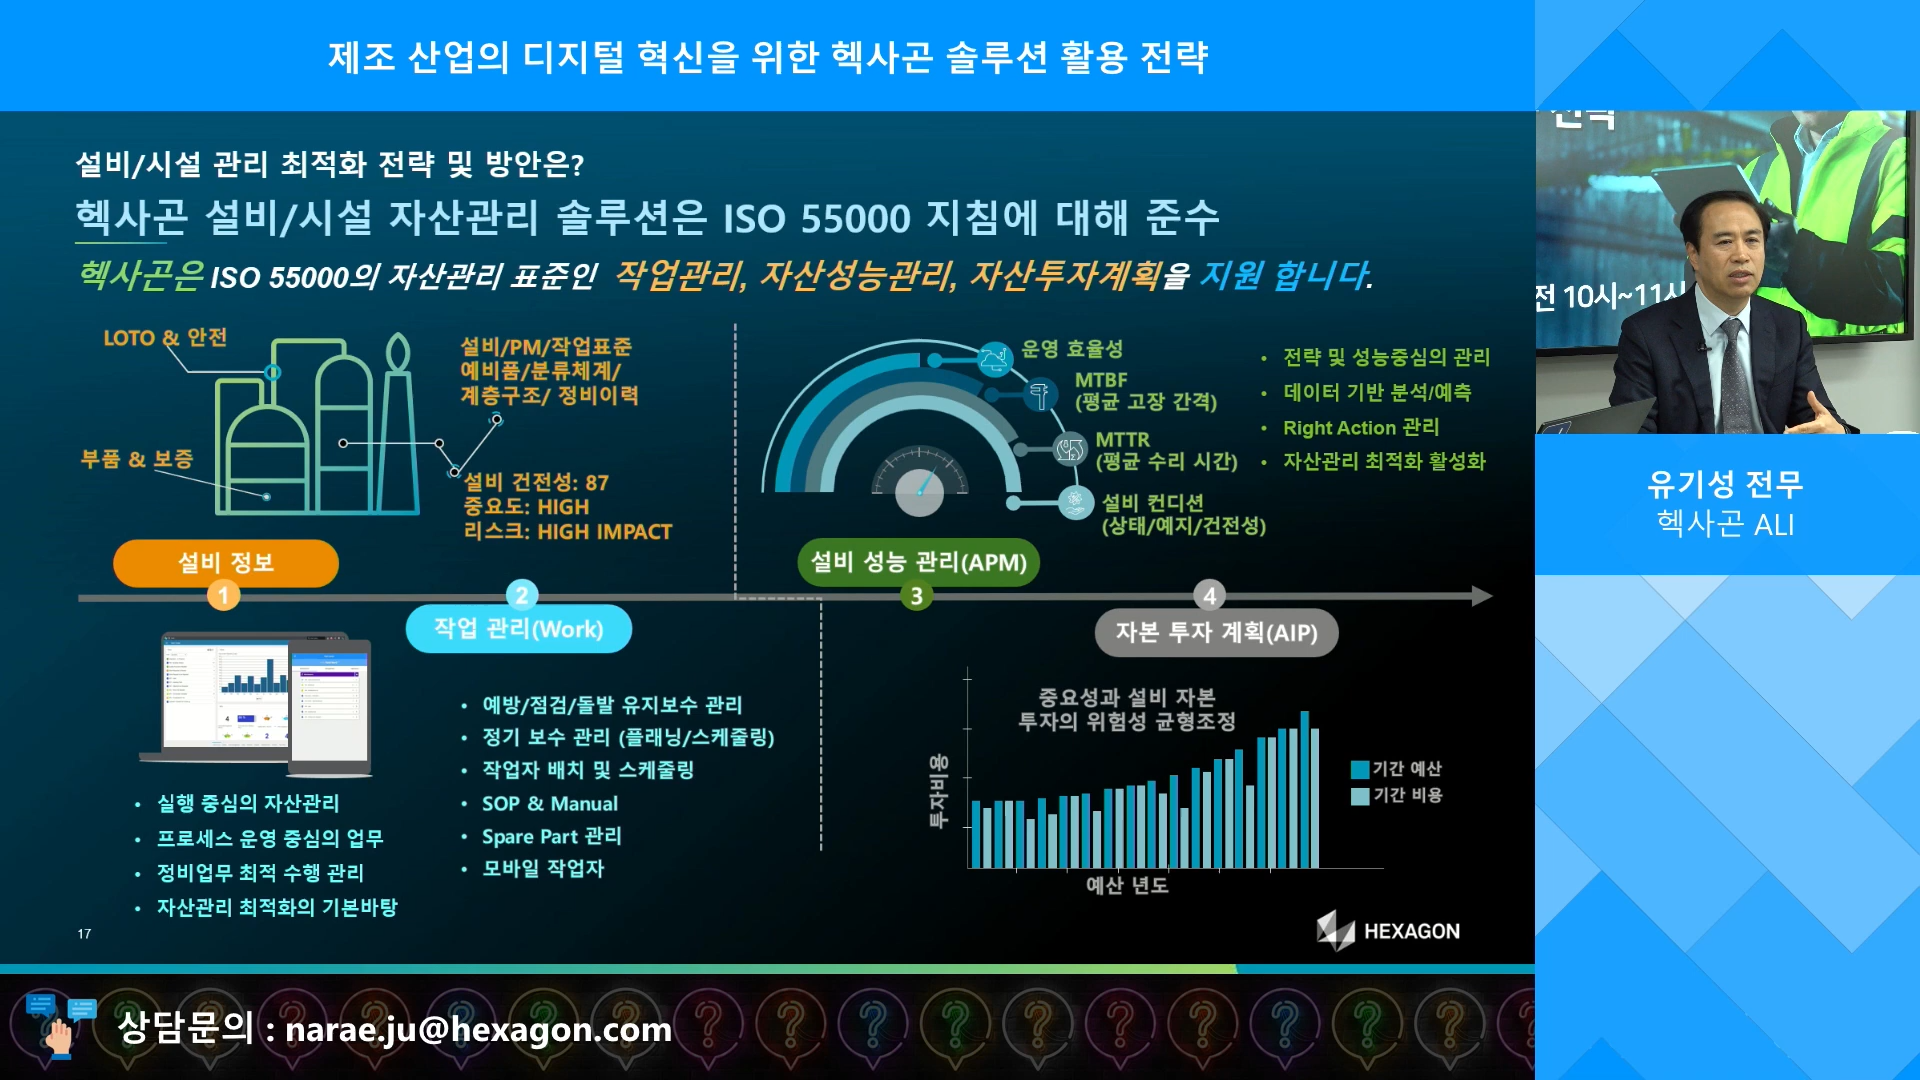 제조 산업의 디지털 혁신을 위한 헥사곤 솔루션 활용 전략
설비/시설 관리 최적화 전략 및 방안은?
헥사곤 설비/시설 자산관리 솔루션은 ISO 55000 지침에 대해 준수
헥사곤은 ISO 55000의 자산관리 표준인 작업관리, 자산성능관리, 자산투자계획을 지원 합니다.
LOTO & 안전
부품 & 보증
설비/PM/작업표준
예비품/분류체계/
계층구조/ 정비이력
설비 건전성: 87
중요도: HIGH
리스크: HIGH IMPACT
운영 효율성
MTBF
(평균 고장 간격)
MTTR
(평균 수리 시간)
설비 컨디션
(상태/예지/건전성)
• 전략 및 성능중심의 관리
• 데이터 기반 분석/예측
• Right Action 관리
• 자산관리 최적화 활성화
설비 정보
1
2
작업 관리(Work)
설비 성능 관리(APM)
3
4
자본 투자 계획(AIP)
• 실행 중심의 자산관리
• 프로세스 운영 중심의 업무
• 정비업무 최적 수행 관리
• 자산관리 최적화의 기본바탕
• 예방/점검/돌발 유지보수 관리
• 정기 보수 관리 (플래닝/스케줄링)
• 작업자 배치 및 스케줄링
• SOP & Manual
• Spare Part 관리
• 모바일 작업자
중요성과 설비 자본
투자의 위험성 균형조정
투자비용
예산 년도
기간 예산
기간 비용
17
HEXAGON
전 10시~11시
유기성 전무
헥사곤 ALI
상담문의 : narae.ju@hexagon.com